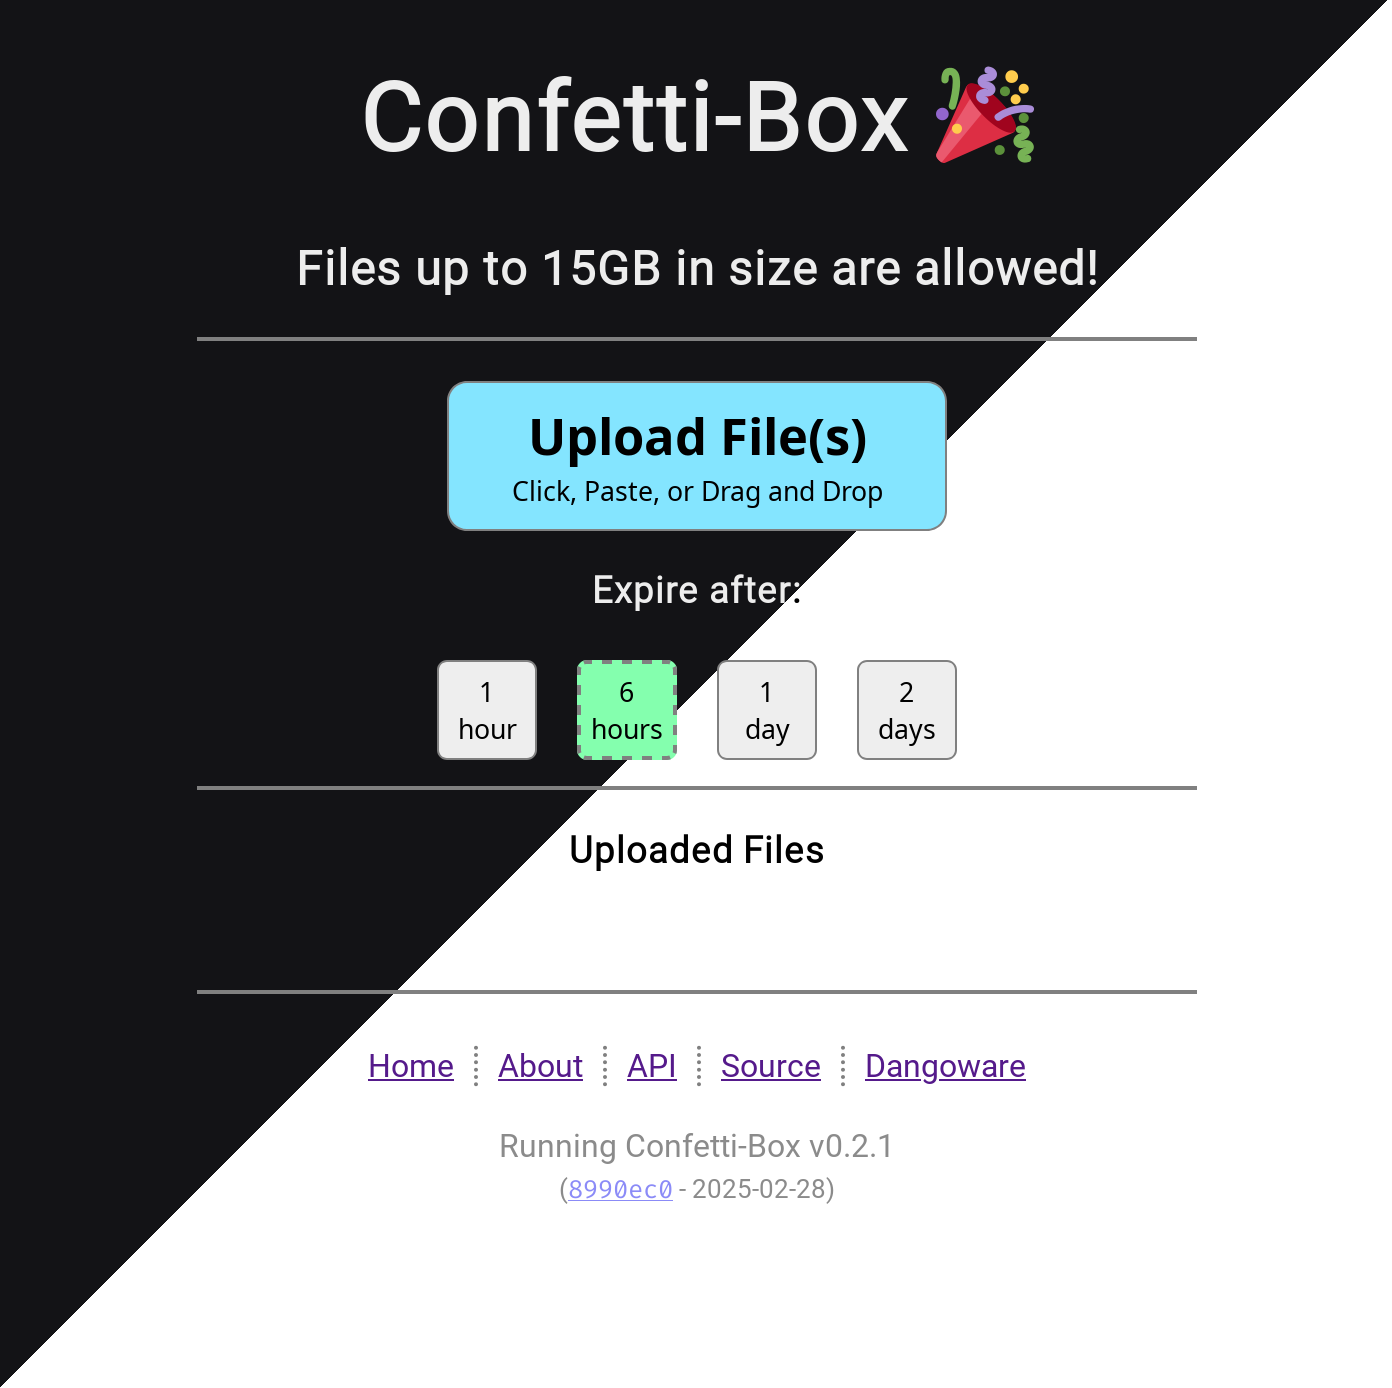 Confetti-Box 🎉
Files up to 15GB in size are allowed!
Upload File(s)
Click, Paste, or Drag and Drop
Expire after:
1 hour
6 hours
1 day
2 days
Uploaded Files
Home About API Source Dangoware
Running Confetti-Box v0.2.1
(8990ec0 - 2025-02-28)